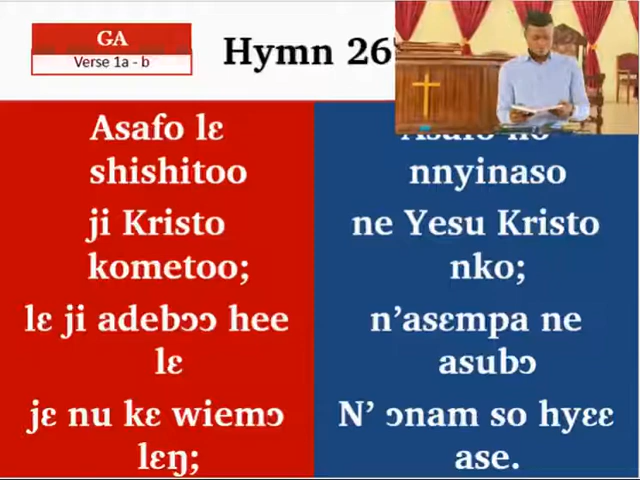 GA
Verse 1a - b
Hymn 26
Asafo lɛ
shishitoo
ji Kristo
kometoo;
lɛ ji adebɔɔ hee
lɛ
jɛ nu kɛ wiemɔ
lɛŋ;
nnyinaso
ne Yesu Kristo
nko;
n’asɛmpa ne
asubɔ
N’ ɔnam so hyɛɛ
ase.